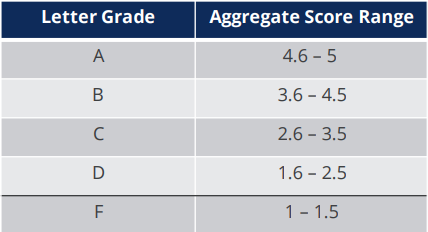 Letter Grade Aggregate Score Range
A 4.6 – 5
B 3.6 – 4.5
C 2.6 – 3.5
D 1.6 – 2.5
F 1 – 1.5